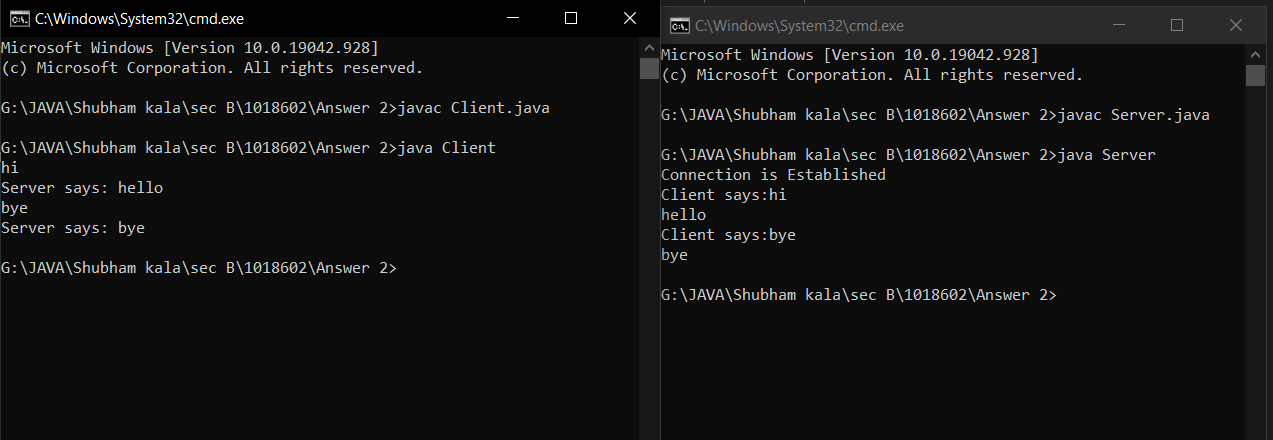 C:\Windows\System32\cmd.exe
Microsoft Windows [Version 10.0.19042.928]
(c) Microsoft Corporation. All rights reserved.
G:\JAVA\Shubham kala\sec B\1018602\Answer 2>javac Client.java
G:\JAVA\Shubham kala\sec B\1018602\Answer 2>java Client
hi
Server says: hello
bye
Server says: bye
G:\JAVA\Shubham kala\sec B\1018602\Answer 2>
C:\Windows\System32\cmd.exe
Microsoft Windows [Version 10.0.19042.928]
(c) Microsoft Corporation. All rights reserved.
G:\JAVA\Shubham kala\sec B\1018602\Answer 2>javac Server.java
G:\JAVA\Shubham kala\sec B\1018602\Answer 2>java Server
Connection is Established
Client says:hi
hello
Client says:bye
bye
G:\JAVA\Shubham kala\sec B\1018602\Answer 2>